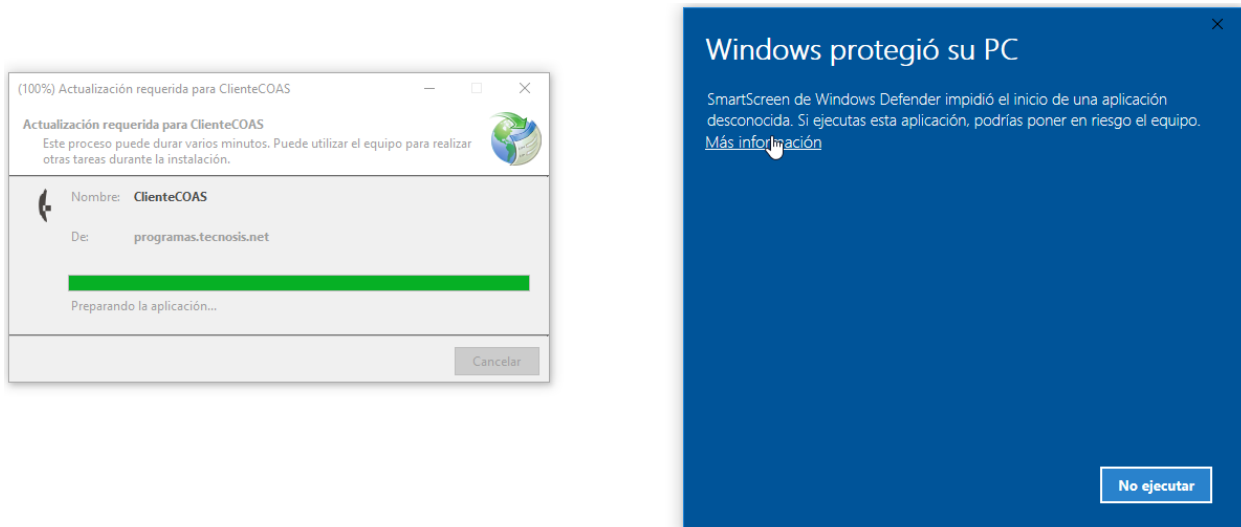 (100%) Actualización requerida para ClienteCOAS
Actualización requerida para ClienteCOAS
Este proceso puede durar varios minutos. Puede utilizar el equipo para realizar
otras tareas durante la instalación.
Nombre: ClienteCOAS
De: programas.tecnosis.net
Preparando la aplicación...
Cancelar
Windows protegió su PC
SmartScreen de Windows Defender impidió el inicio de una aplicación
desconocida. Si ejecutas esta aplicación, podrías poner en riesgo el equipo.
Más información
No ejecutar